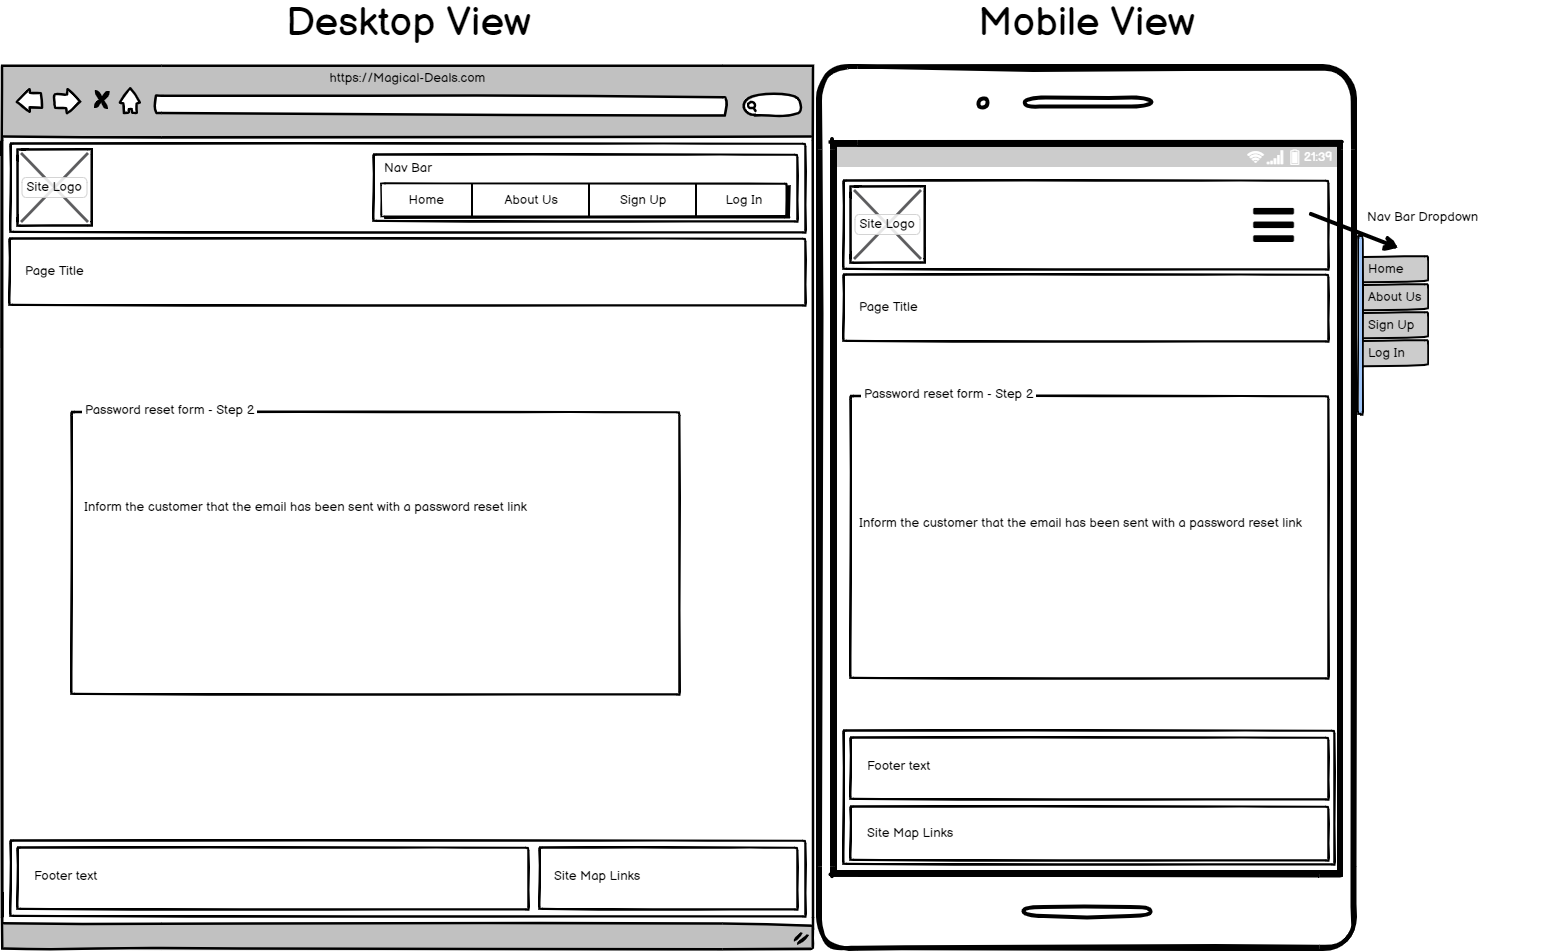 Desktop View
https://Magical-Deals.com
Site Logo
Nav Bar
Home
About Us
Sign Up
Log In
Page Title
Password reset form - Step 2
Inform the customer that the email has been sent with a password reset link
Footer text
Site Map Links
Mobile View
21:39
Site Logo
Nav Bar Dropdown
Home
About Us
Sign Up
Log In
Page Title
Password reset form - Step 2
Inform the customer that the email has been sent with a password reset link
Footer text
Site Map Links